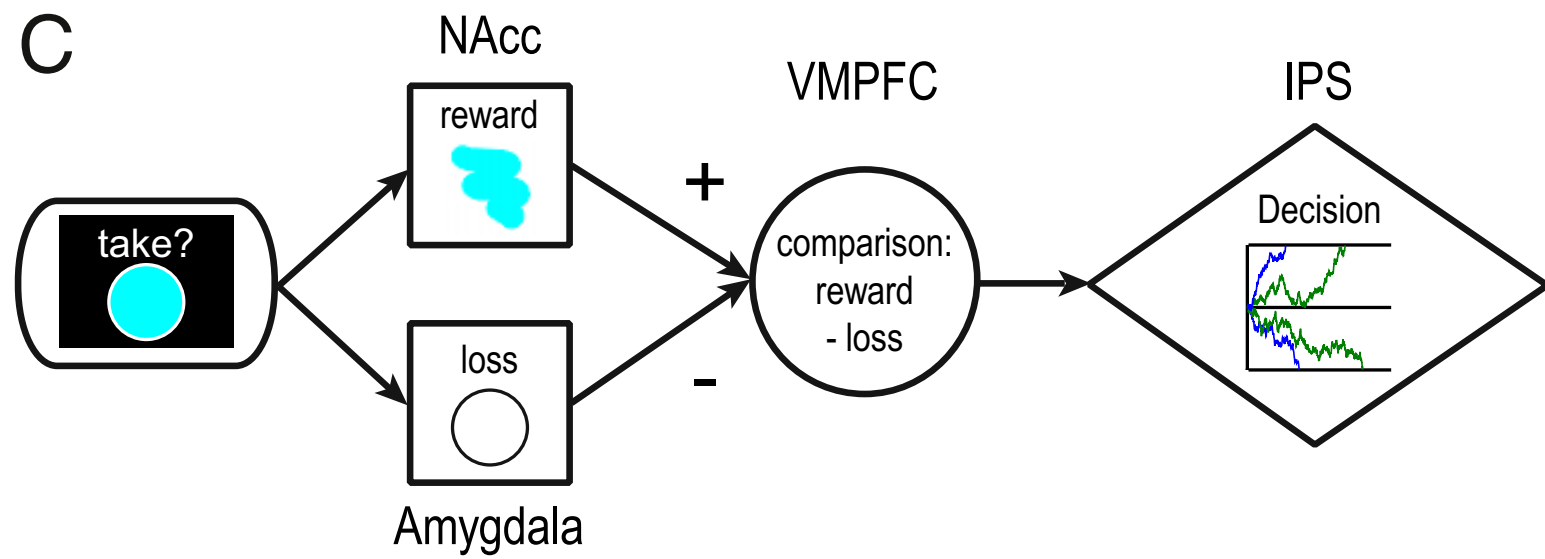 C
NAcc
VMPFC
IPS
reward
take?
+
comparison:
reward
- loss
Decision
loss
-
Amygdala